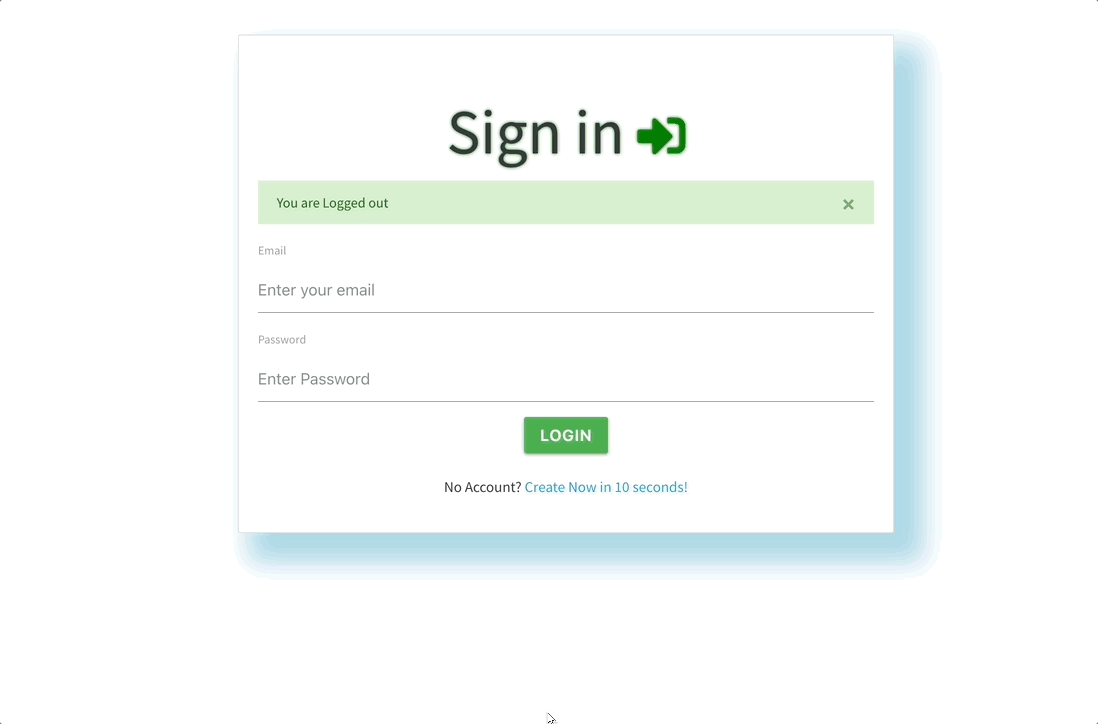 Sign in
You are Logged out ×
Email
Enter your email
Password
Enter Password
LOGIN
No Account? Create Now in 10 seconds!